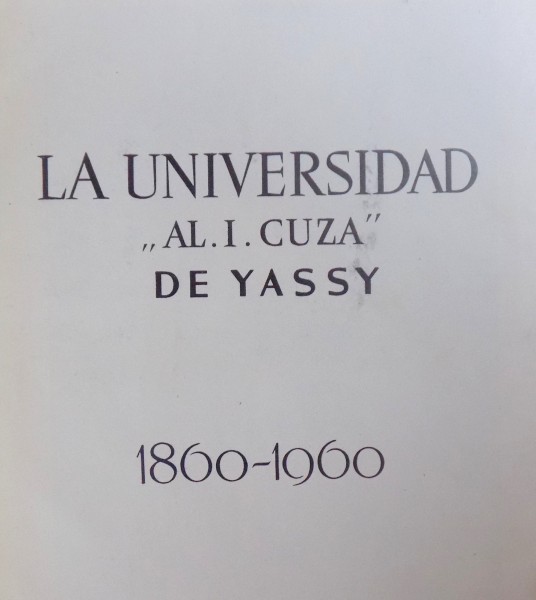 LA UNIVERSIDAD
„AL. I. CUZA”
DE YASSY
1860-1960